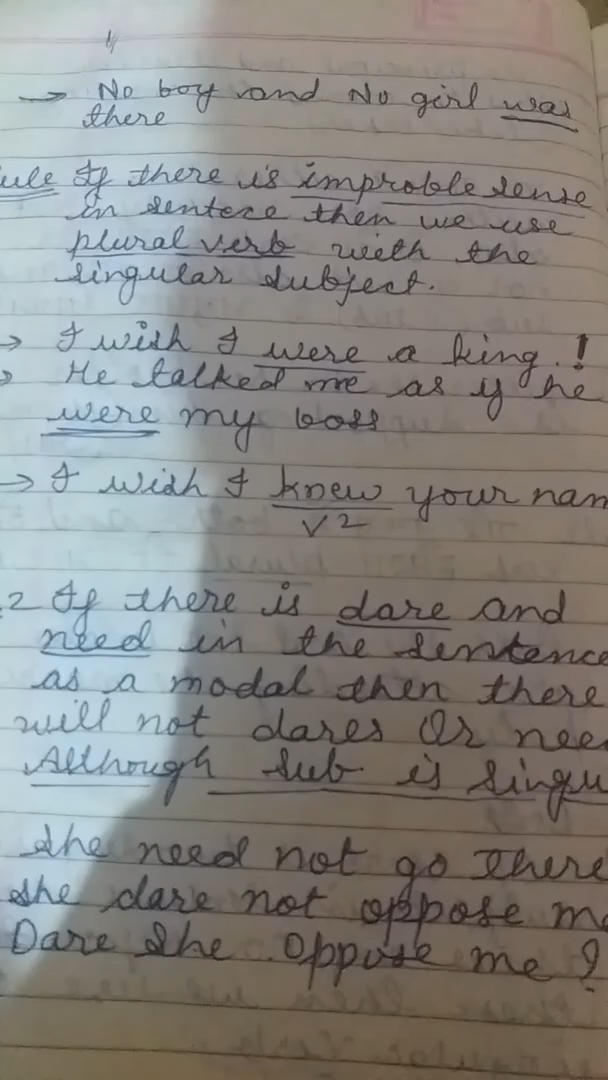 → No boy and No girl was
there
ule If there is improble sense
in sentece then we use
plural verb with the
singular subject.
→ I wish I were a king.!
→ He talked me as if he
were my boss
→ I wish I knew your nam
V2
2 If there is dare and
need in the sentence
as a modal then there
will not dares Or nee
Although sub is singu
She need not go there
She dare not oppose me
Dare she oppose me ?